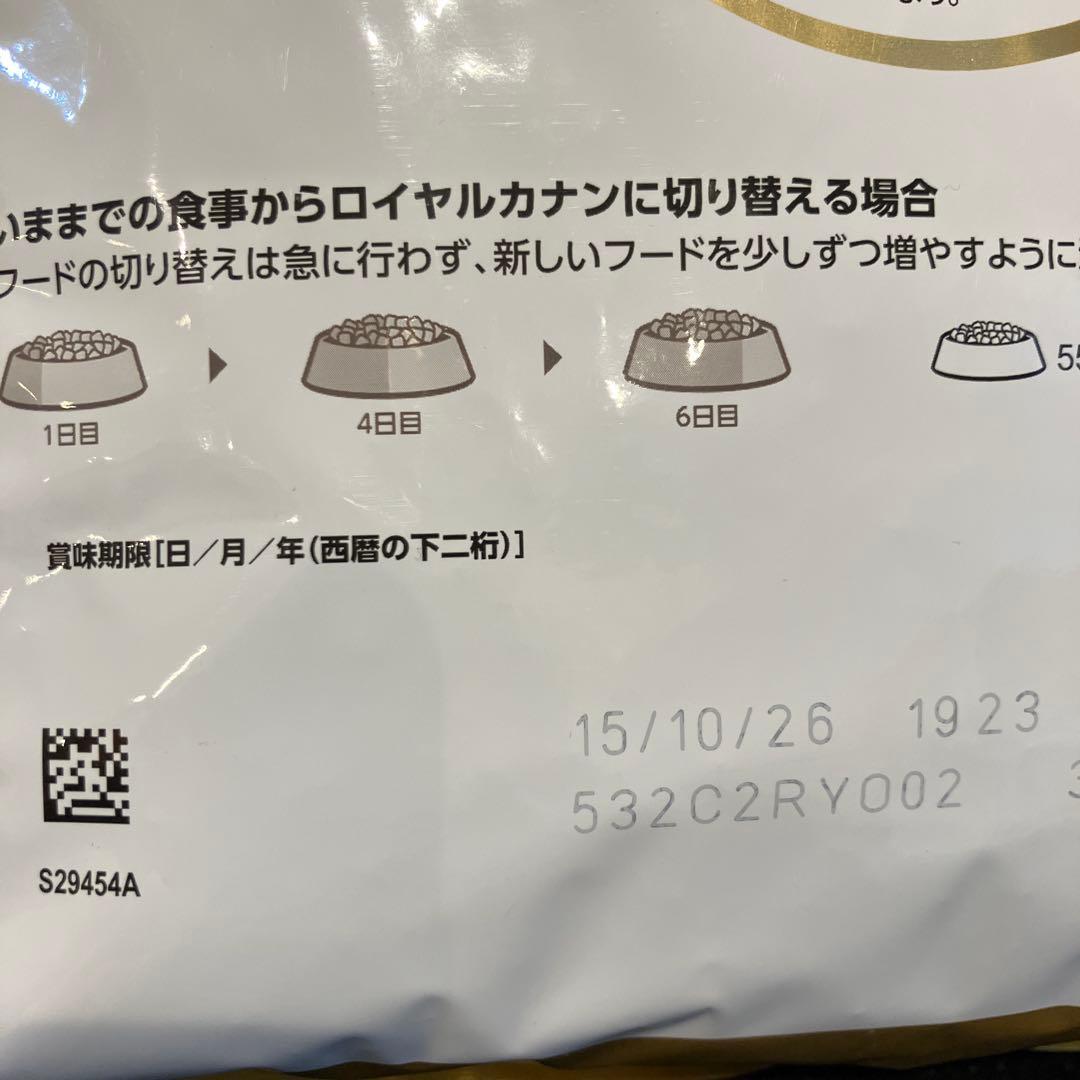 いままでの食事からロイヤルカナンに切り替える場合
フードの切り替えは急に行わず、新しいフードを少しずつ増やすように
1日目
4日目
6日目
55
賞味期限[日/月/年(西暦の下二桁)]
15/10/26 1923
532C2RY002
S29454A